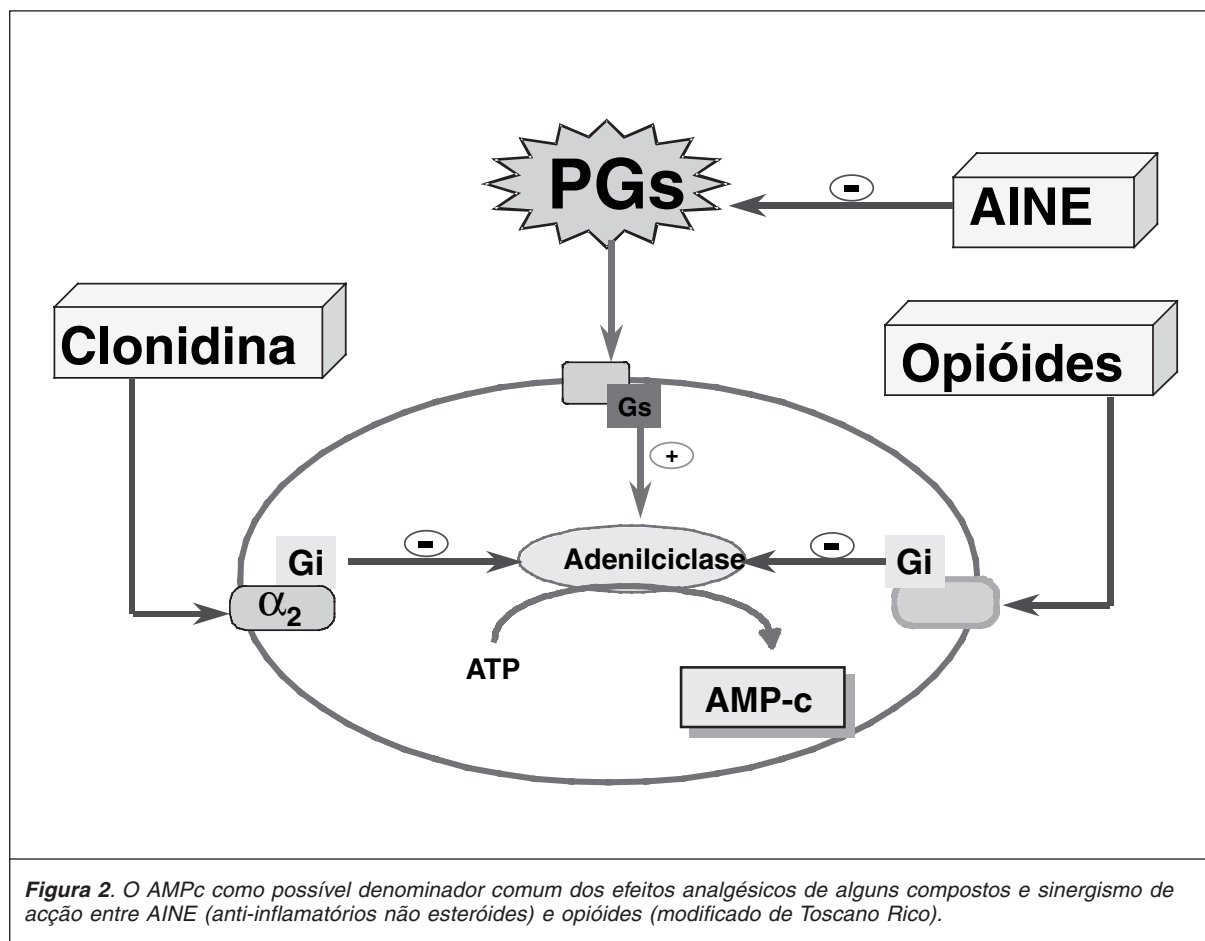 PGs
-
AINE
Clonidina
Opióides
Gs
+
Gi
-
Adenilciclase
-
Gi
α2
ATP
AMP-c
Figura 2. O AMPc como possível denominador comum dos efeitos analgésicos de alguns compostos e sinergismo de
acção entre AINE (anti-inflamatórios não esteróides) e opióides (modificado de Toscano Rico).